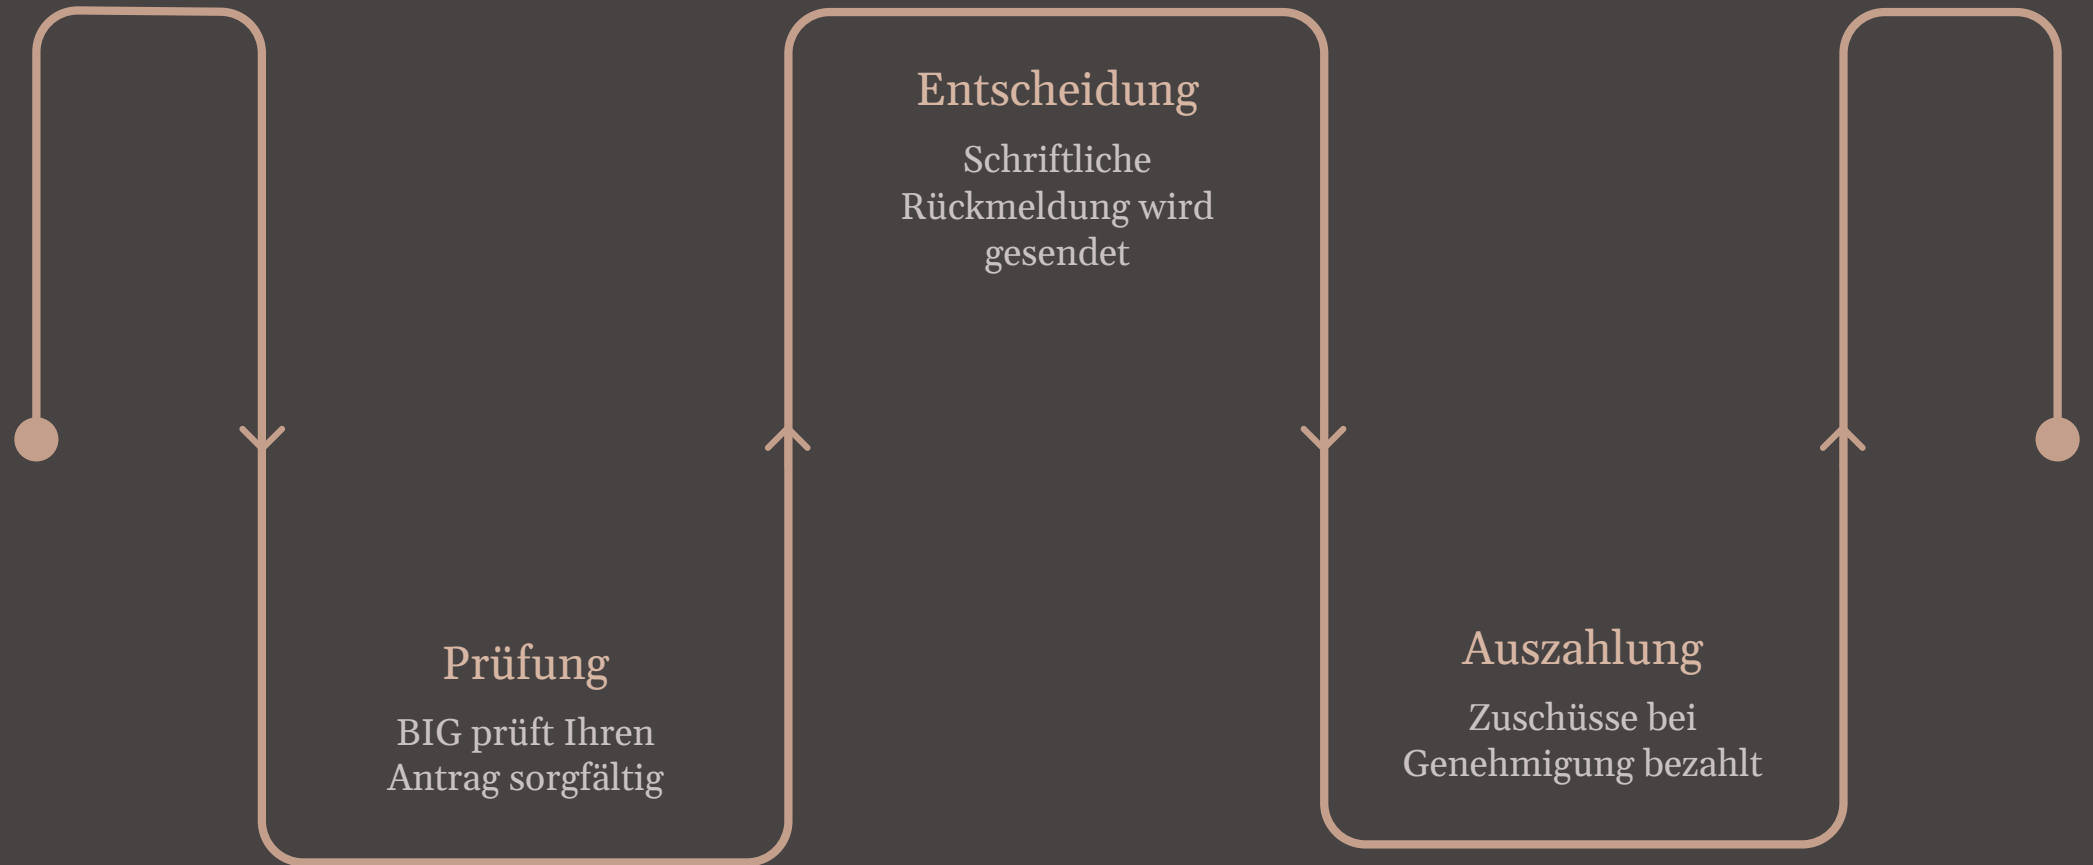 Prüfung
BIG prüft Ihren
Antrag sorgfältig
Entscheidung
Schriftliche
Rückmeldung wird
gesendet
Auszahlung
Zuschüsse bei
Genehmigung bezahlt